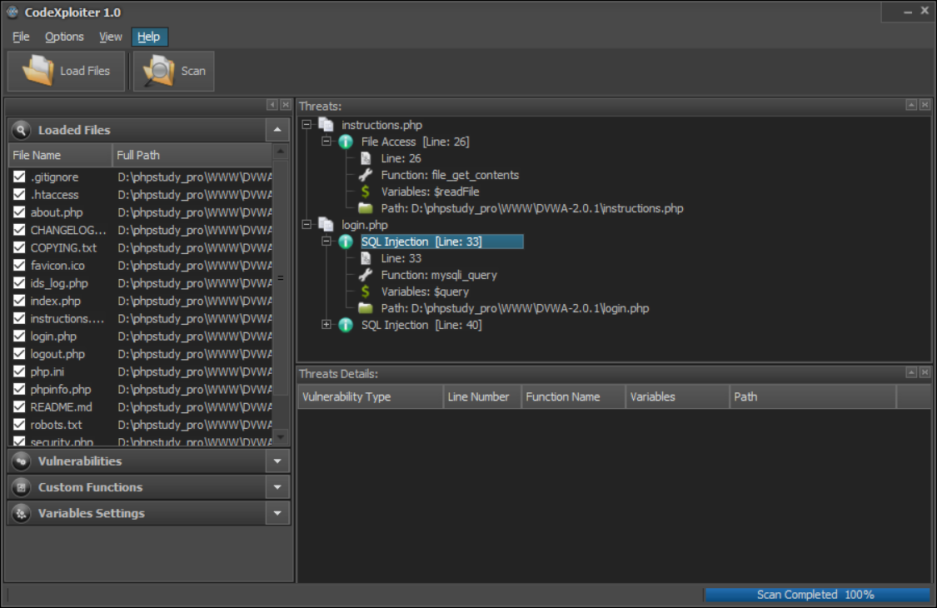 CodeXploiter 1.0
File Options View Help
Load Files Scan
Loaded Files
File Name Full Path
.gitignore D:\phpstudy_pro\WWW\DVWA
.htaccess D:\phpstudy_pro\WWW\DVWA
about.php D:\phpstudy_pro\WWW\DVWA
CHANGELOG... D:\phpstudy_pro\WWW\DVWA
COPYING.txt D:\phpstudy_pro\WWW\DVWA
favicon.ico D:\phpstudy_pro\WWW\DVWA
ids_log.php D:\phpstudy_pro\WWW\DVWA
index.php D:\phpstudy_pro\WWW\DVWA
instructions.... D:\phpstudy_pro\WWW\DVWA
login.php D:\phpstudy_pro\WWW\DVWA
logout.php D:\phpstudy_pro\WWW\DVWA
php.ini D:\phpstudy_pro\WWW\DVWA
phpinfo.php D:\phpstudy_pro\WWW\DVWA
README.md D:\phpstudy_pro\WWW\DVWA
robots.txt D:\phpstudy_pro\WWW\DVWA
security.php D:\phpstudy_pro\WWW\DVWA
Vulnerabilities
Custom Functions
Variables Settings
Threats:
instructions.php
File Access [Line: 26]
Line: 26
Function: file_get_contents
Variables: $readFile
Path: D:\phpstudy_pro\WWW\DVWA-2.0.1\instructions.php
login.php
SQL Injection [Line: 33]
Line: 33
Function: mysqli_query
Variables: $query
Path: D:\phpstudy_pro\WWW\DVWA-2.0.1\login.php
SQL Injection [Line: 40]
Threats Details:
Vulnerability Type Line Number Function Name Variables Path
Scan Completed 100%